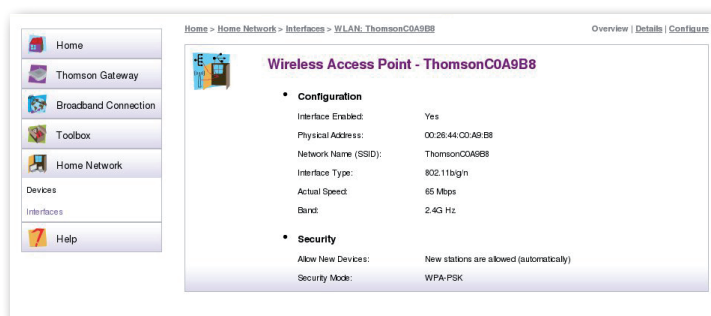 Home > Home Network > Interfaces > WLAN: ThomsonC0A9B8
Overview | Details | Configure
Home
Thomson Gateway
Broadband Connection
Toolbox
Home Network
Devices
Interfaces
Help
Wireless Access Point - ThomsonC0A9B8
• Configuration
Interface Enabled: Yes
Physical Address: 00:26:44:C0:A9:B8
Network Name (SSID): ThomsonC0A9B8
Interface Type: 802.11b/g/n
Actual Speed: 65 Mbps
Band: 2.4G Hz
• Security
Allow New Devices: New stations are allowed (automatically)
Security Mode: WPA-PSK